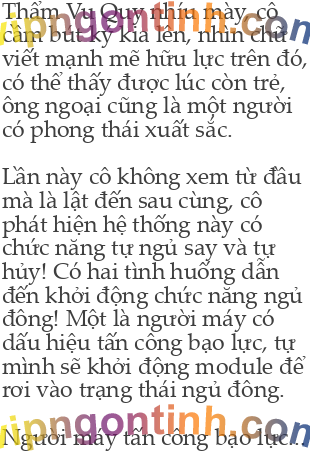 Thẩm Vu Quy nhíu mày, cô
cầm bút ký kia lên, nhìn chữ
viết mạnh mẽ hữu lực trên đó,
có thể thấy được lúc còn trẻ,
ông ngoại cũng là một người
có phong thái xuất sắc.
Lần này cô không xem từ đầu
mà là lật đến sau cùng, cô
phát hiện hệ thống này có
chức năng tự ngủ say và tự
hủy! Có hai tình huống dẫn
đến khởi động chức năng ngủ
đông! Một là người máy có
dấu hiệu tấn công bạo lực, tự
mình sẽ khởi động module để
rơi vào trạng thái ngủ đông.
Người máy tấn công bạo lực...
vipngontinh.com
vipngontinh.com